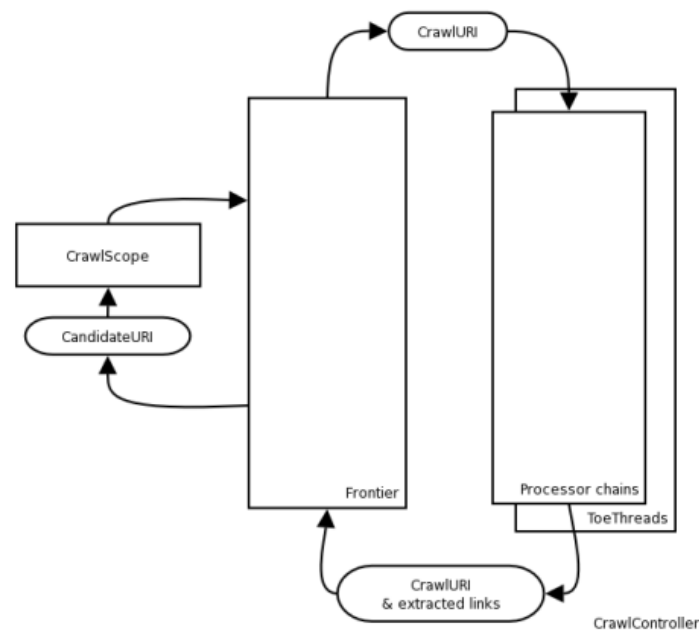 CrawlURI
CrawlScope
CandidateURI
Frontier
Processor chains
ToeThreads
CrawlURI
& extracted links
CrawlController